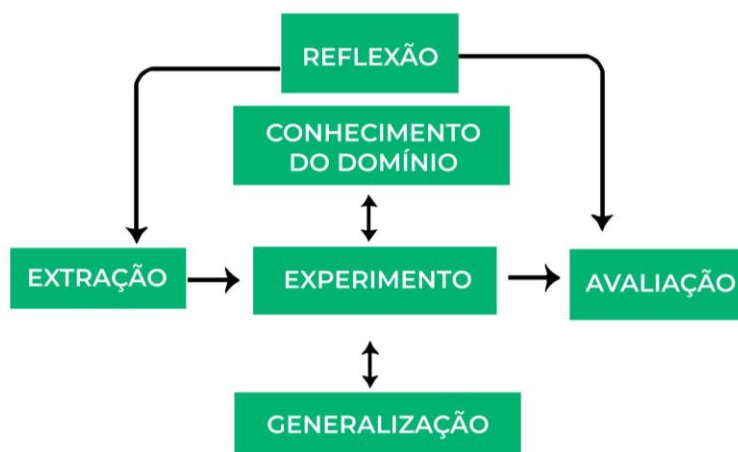 REFLEXÃO
CONHECIMENTO
DO DOMÍNIO
EXTRAÇÃO
EXPERIMENTO
AVALIAÇÃO
GENERALIZAÇÃO